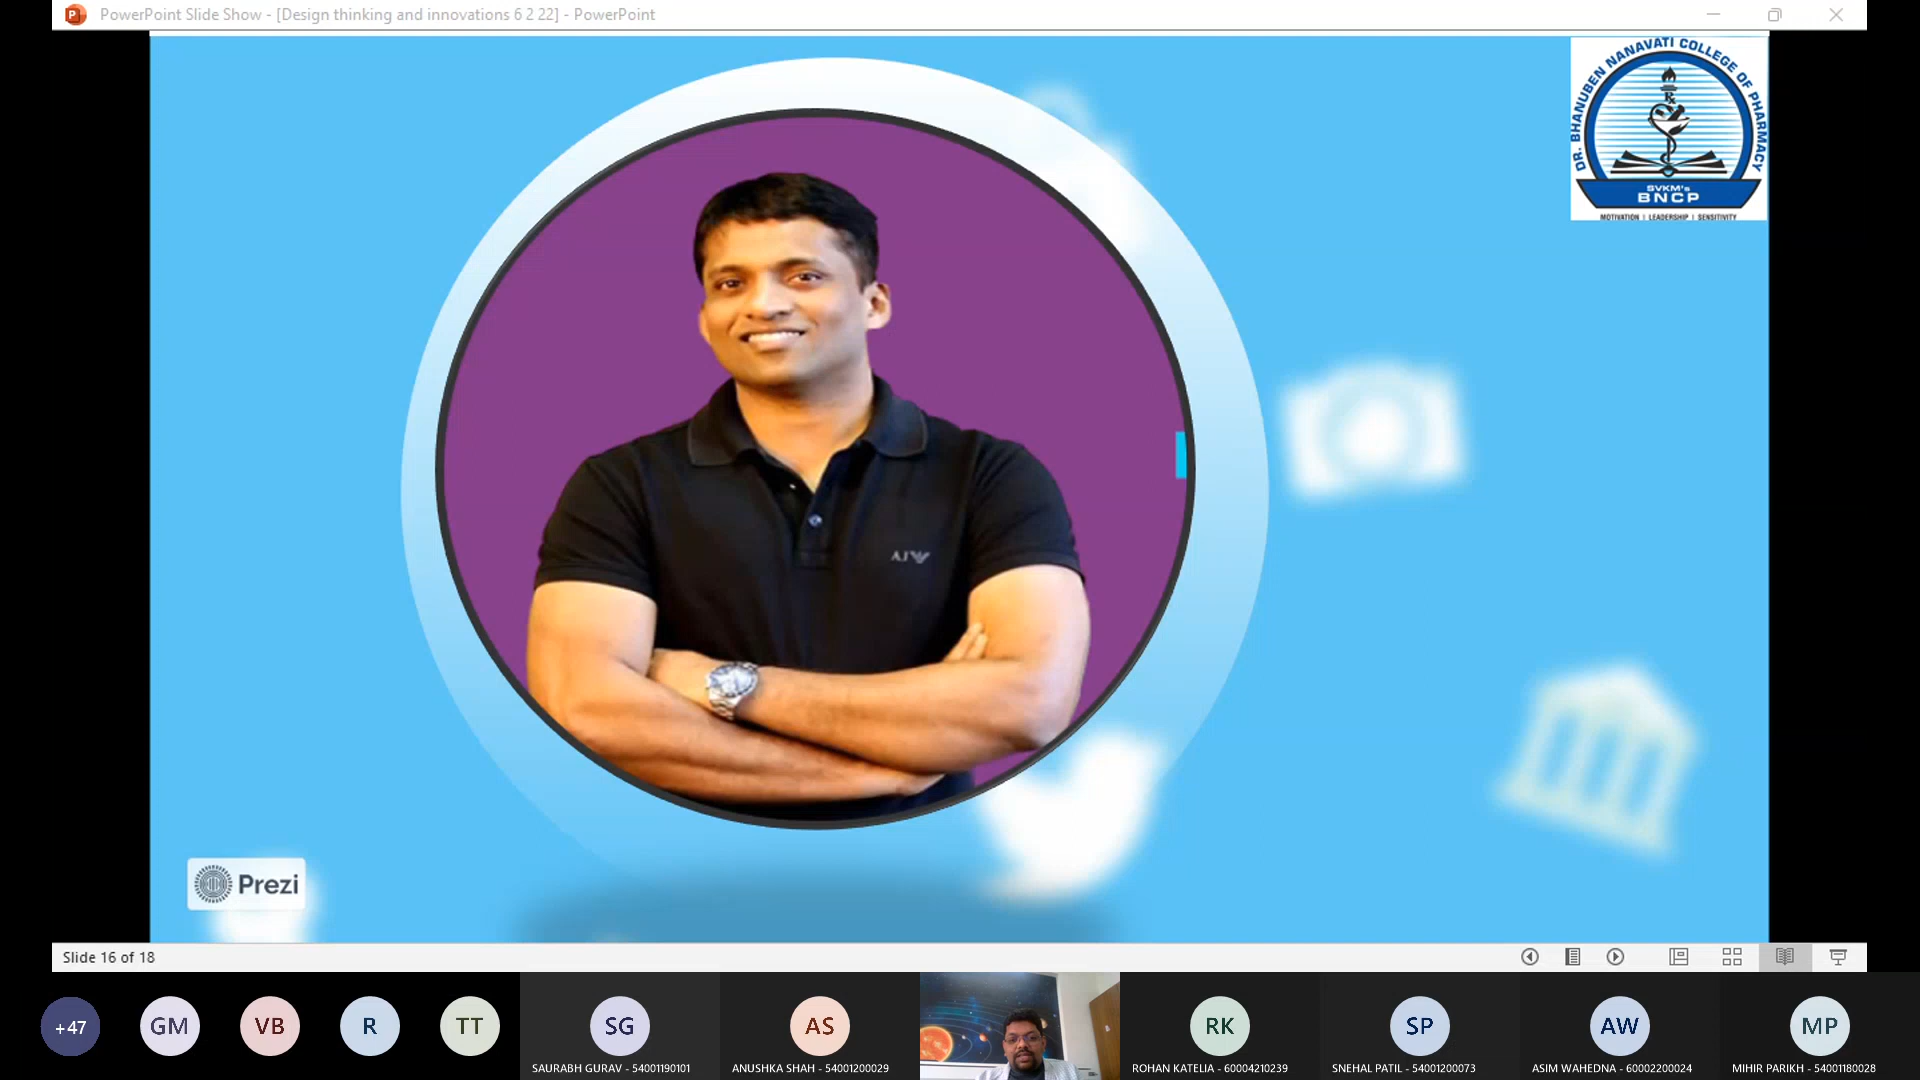 PowerPoint Slide Show - [Design thinking and innovations 6 2 22] - PowerPoint
DR. BHANUBEN NANAVATI COLLEGE OF PHARMACY
Rx
SVKM's
BNCP
MOTIVATION | LEADERSHIP | SENSITIVITY
Prezi
Slide 16 of 18
+47
GM
VB
R
TT
SG
AS
RK
SP
AW
MP
SAURABH GURAV - 54001190101
ANUSHKA SHAH - 54001200029
ROHAN KATELIA - 60004210239
SNEHAL PATIL - 54001200073
ASIM WAHEDNA - 60002200024
MIHIR PARIKH - 54001180028